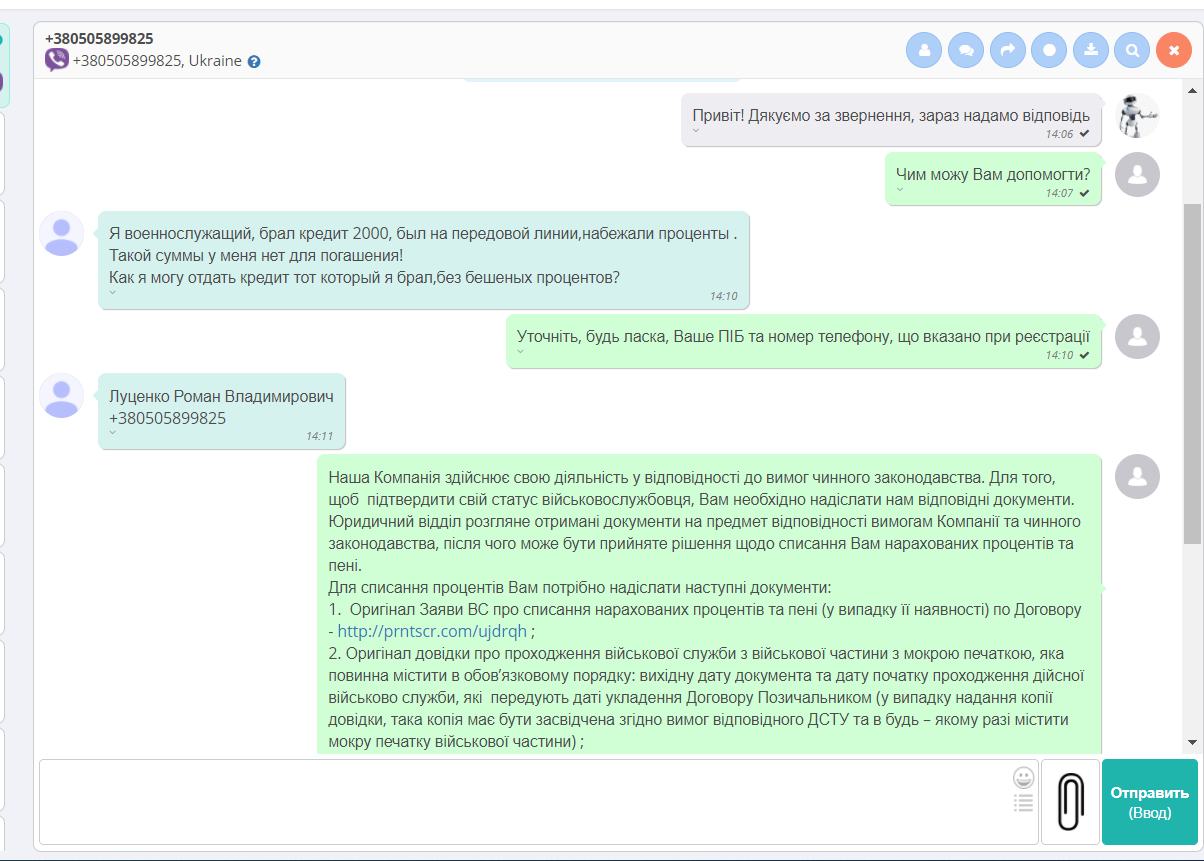 +380505899825
+380505899825, Ukraine
Привіт! Дякуємо за звернення, зараз надамо відповідь
14:06
Чим можу Вам допомогти?
14:07
Я военнослужащий, брал кредит 2000, был на передовой линии,набежали проценты .
Такой суммы у меня нет для погашения!
Как я могу отдать кредит тот который я брал,без бешеных процентов?
14:10
Уточніть, будь ласка, Ваше ПІБ та номер телефону, що вказано при реєстрації
14:10
Луценко Роман Владимирович
+380505899825
14:11
Наша Компанія здійснює свою діяльність у відповідності до вимог чинного законодавства. Для того,
щоб  підтвердити свій статус військовослужбовця, Вам необхідно надіслати нам відповідні документи.
Юридичний відділ розгляне отримані документи на предмет відповідності вимогам Компанії та чинного
законодавства, після чого може бути прийняте рішення щодо списання Вам нарахованих процентів та
пені.
Для списання процентів Вам потрібно надіслати наступні документи:
1.  Оригінал Заяви ВС про списання нарахованих процентів та пені (у випадку її наявності) по Договору
- http://prntscr.com/ujdrqh ;
2. Оригінал довідки про проходження військової служби з військової частини з мокрою печаткою, яка
повинна містити в обов'язковому порядку: вихідну дату документа та дату початку проходження дійсної
військово служби, які  передують даті укладення Договору Позичальником (у випадку надання копії
довідки, така копія має бути засвідчена згідно вимог відповідного ДСТУ та в будь – якому разі містити
мокру печатку військової частини) ;
Отправить
(Ввод)